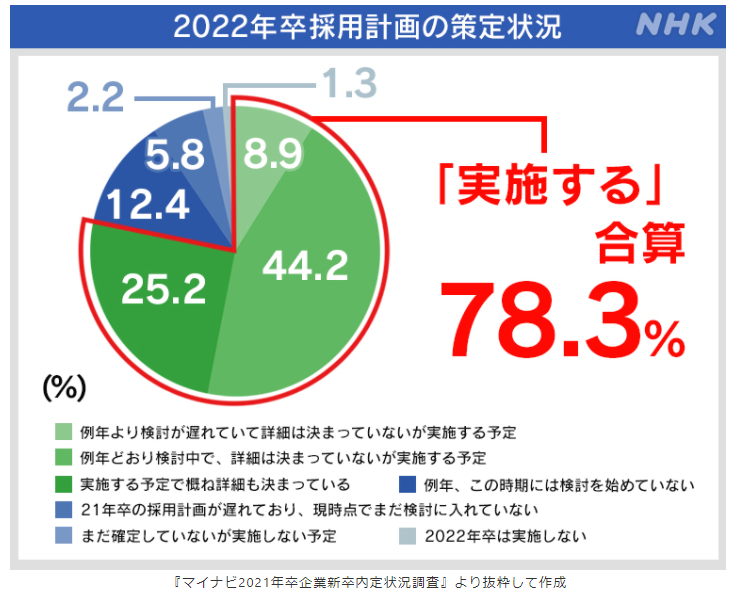 2022年卒採用計画の策定状況
NHK
2.2
1.3
5.8
8.9
12.4
44.2
25.2
「実施する」
合算
78.3%
(%)
例年より検討が遅れていて詳細は決まっていないが実施する予定
例年どおり検討中で、詳細は決まっていないが実施する予定
実施する予定で概ね詳細も決まっている
例年、この時期には検討を始めていない
21年卒の採用計画が遅れており、現時点でまだ検討に入れていない
まだ確定していないが実施しない予定
2022年卒は実施しない
『マイナビ2021年卒企業新卒内定状況調査』より抜粋して作成